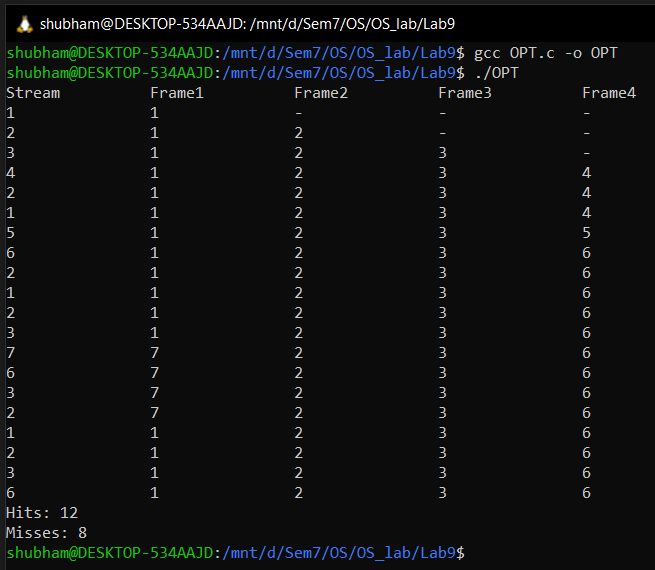 shubham@DESKTOP-534AAJD: /mnt/d/Sem7/OS/OS_lab/Lab9
shubham@DESKTOP-534AAJD:/mnt/d/Sem7/OS/OS_lab/Lab9$ gcc OPT.c -o OPT
shubham@DESKTOP-534AAJD:/mnt/d/Sem7/OS/OS_lab/Lab9$ ./OPT
Stream Frame1 Frame2 Frame3 Frame4
1 1 - - -
2 1 2 - -
3 1 2 3 -
4 1 2 3 4
2 1 2 3 4
1 1 2 3 4
5 1 2 3 5
6 1 2 3 6
2 1 2 3 6
1 1 2 3 6
2 1 2 3 6
3 1 2 3 6
7 7 2 3 6
6 7 2 3 6
3 7 2 3 6
2 7 2 3 6
1 1 2 3 6
2 1 2 3 6
3 1 2 3 6
6 1 2 3 6
Hits: 12
Misses: 8
shubham@DESKTOP-534AAJD:/mnt/d/Sem7/OS/OS_lab/Lab9$